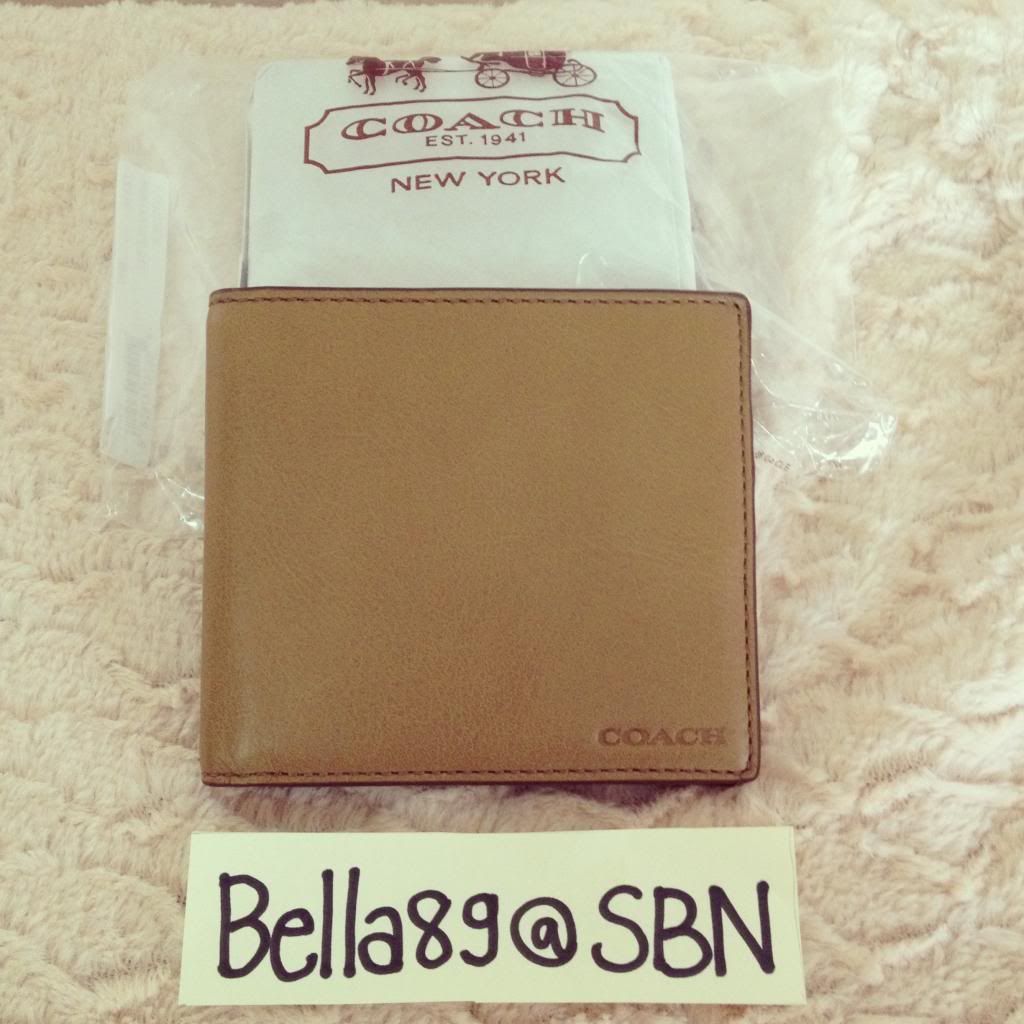 COACH
EST. 1941
NEW YORK
COACH
Bella89@SBN